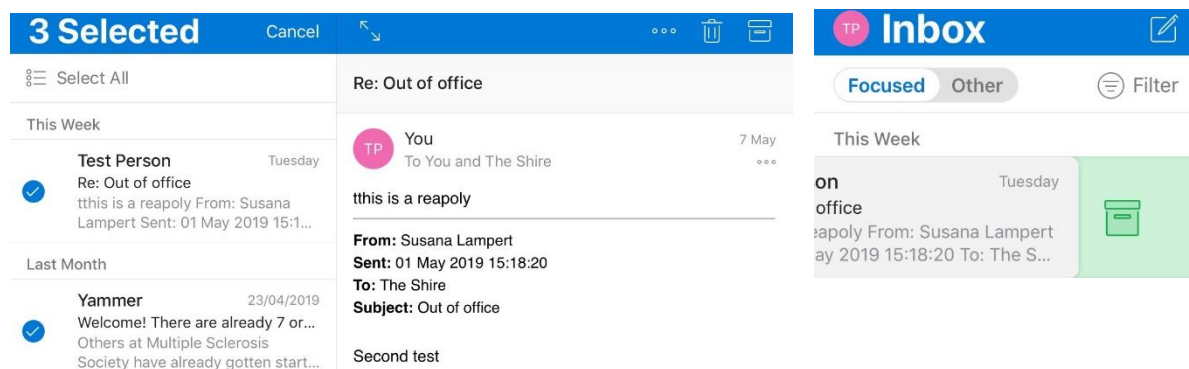 3 Selected
Cancel
Select All
This Week
Test Person Tuesday
Re: Out of office
tthis is a reapoly From: Susana
Lampert Sent: 01 May 2019 15:1...
Last Month
Yammer 23/04/2019
Welcome! There are already 7 or...
Others at Multiple Sclerosis
Society have already gotten start...
Re: Out of office
TP
You 7 May
To You and The Shire
tthis is a reapoly
From: Susana Lampert
Sent: 01 May 2019 15:18:20
To: The Shire
Subject: Out of office
Second test
TP Inbox
Focused Other Filter
This Week
on Tuesday
office
eapoly From: Susana Lampert
ay 2019 15:18:20 To: The S...